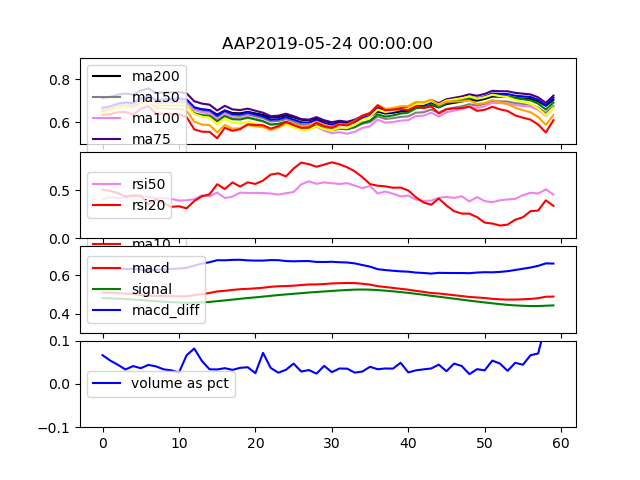 AAP2019-05-24 00:00:00
0.8
0.6
ma200
ma150
ma100
ma75
0.5
0.0
rsi50
rsi20
ma10
0.6
0.4
macd
signal
macd_diff
0.1
0.0
−0.1
volume as pct
0 10 20 30 40 50 60